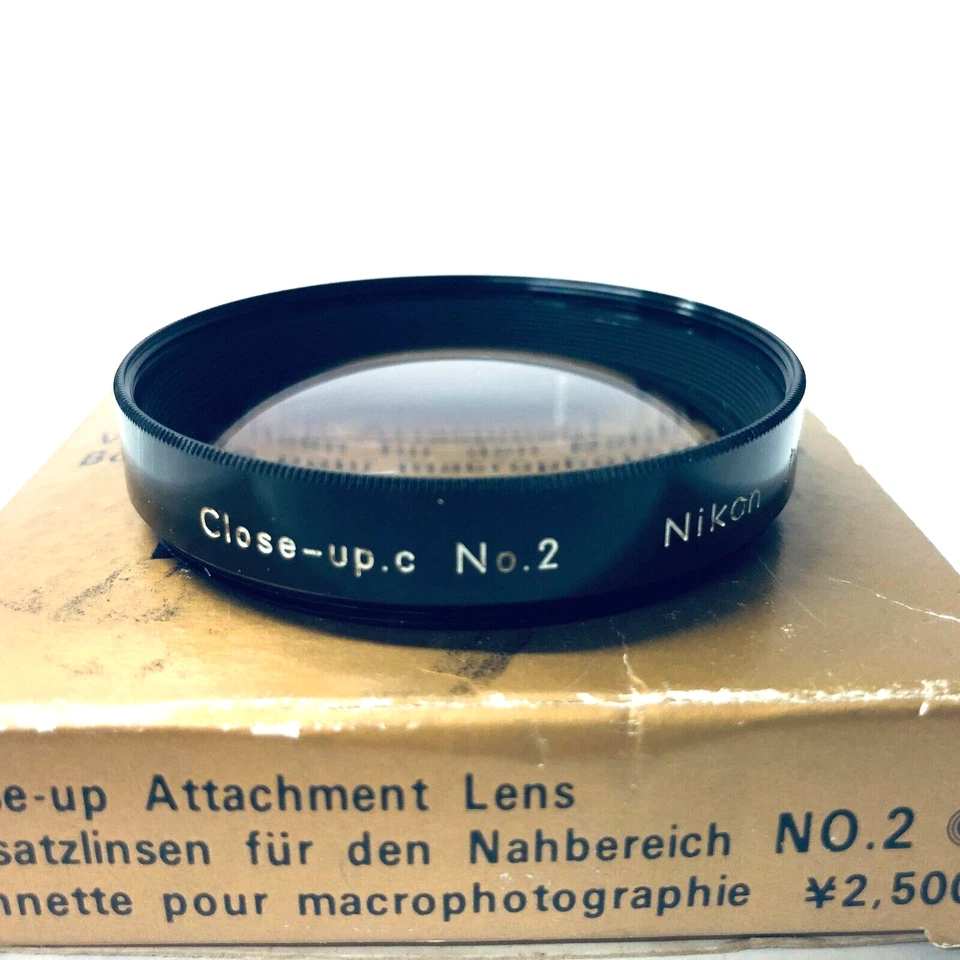 Close-up.c No.2 Nikon
se-up Attachment Lens
satzlinsen für den Nahbereich NO.2
nnette pour macrophotographie ¥2,500